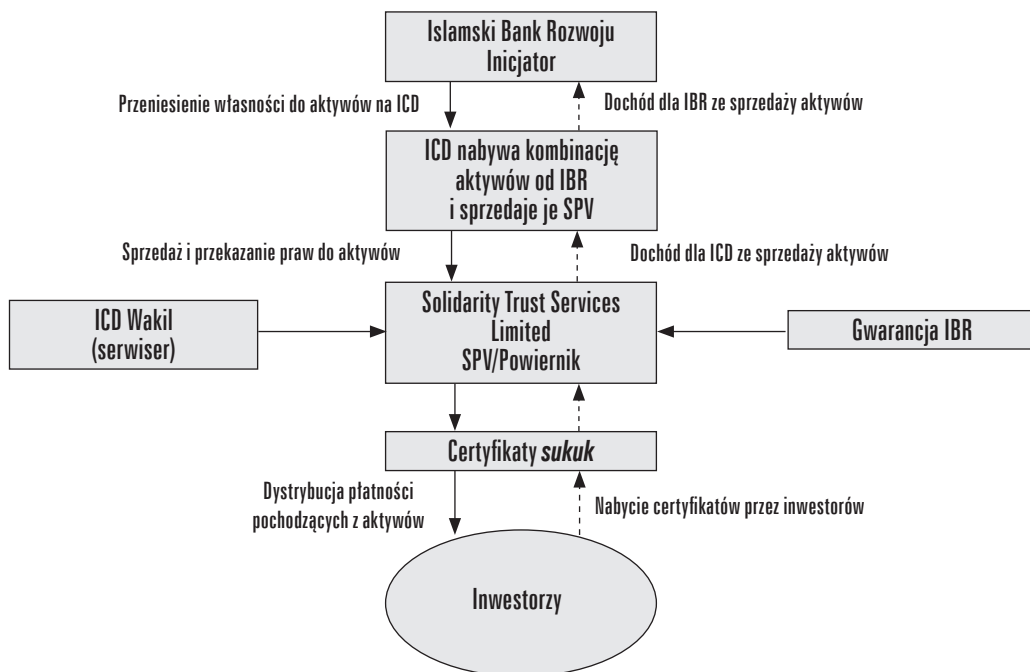 Islamski Bank Rozwoju
Inicjator
Przeniesienie własności do aktywów na ICD
Dochód dla IBR ze sprzedaży aktywów
ICD nabywa kombinację
aktywów od IBR
i sprzedaje je SPV
Sprzedaż i przekazanie praw do aktywów
Dochód dla ICD ze sprzedaży aktywów
ICD Wakil
(serwiser)
Solidarity Trust Services
Limited
SPV/Powiernik
Gwarancja IBR
Certyfikaty sukuk
Dystrybucja płatności
pochodzących z aktywów
Nabycie certyfikatów przez inwestorów
Inwestorzy